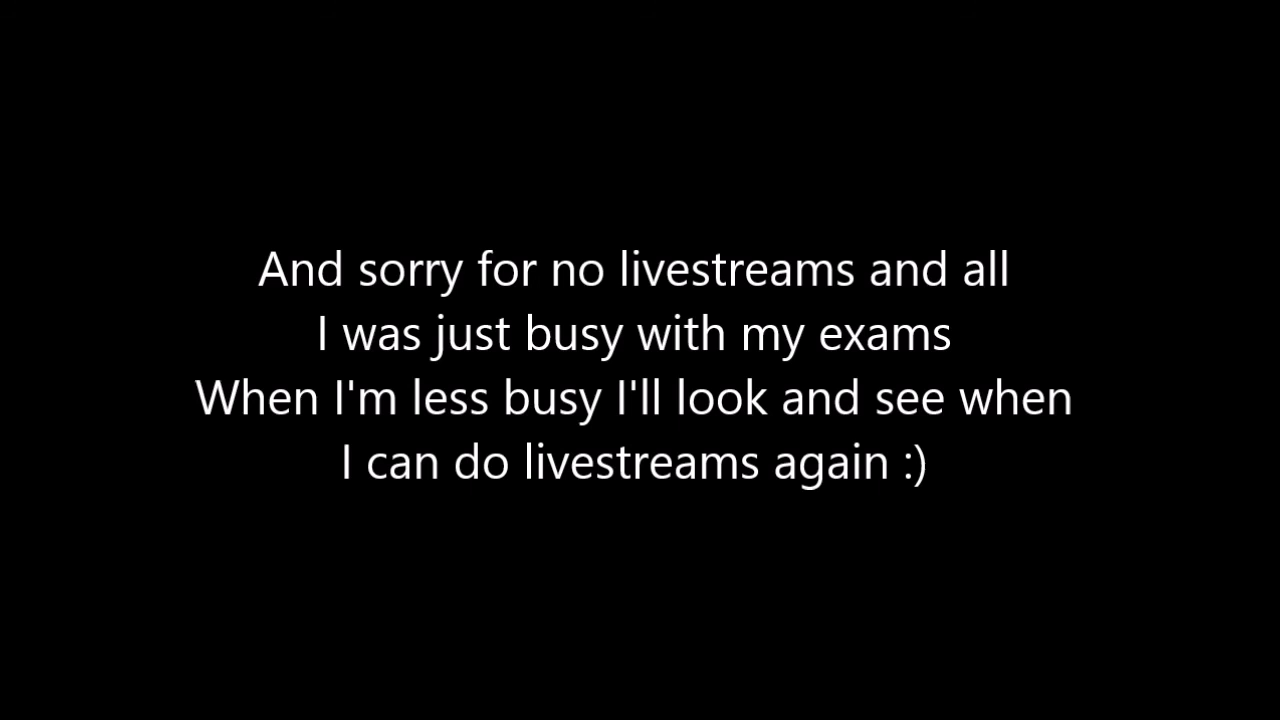 And sorry for no livestreams and all
I was just busy with my exams
When I'm less busy I'll look and see when
I can do livestreams again :)